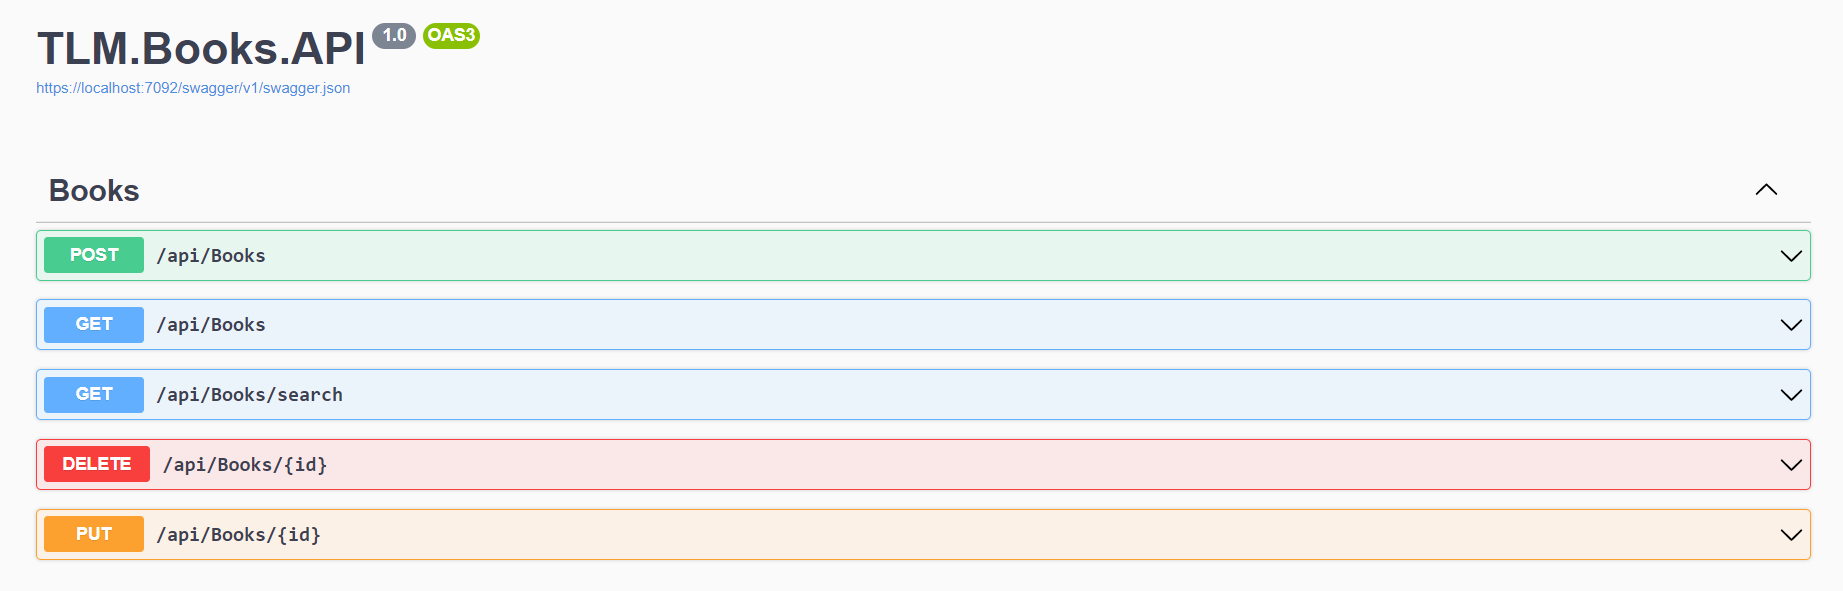 TLM.Books.API 1.0 OAS3
https://localhost:7092/swagger/v1/swagger.json
Books
POST /api/Books
GET /api/Books
GET /api/Books/search
DELETE /api/Books/{id}
PUT /api/Books/{id}